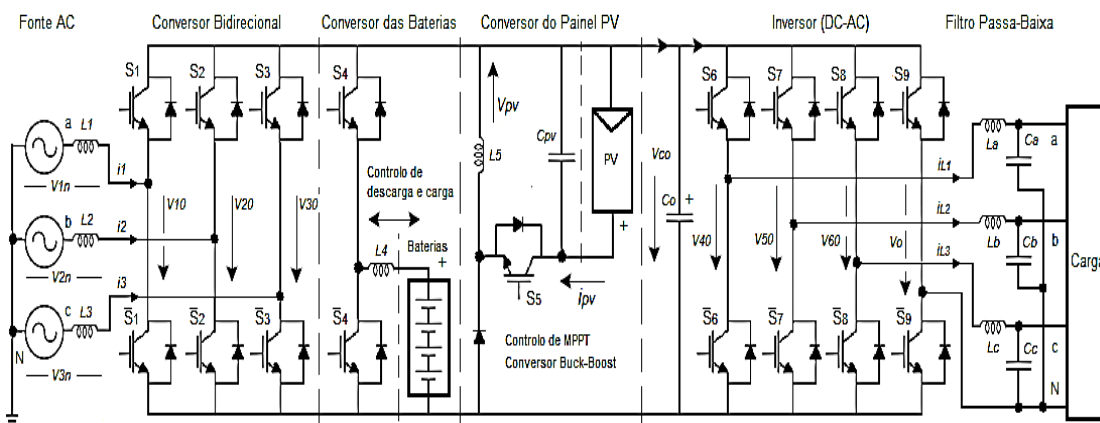 Fonte AC
Conversor Bidirecional
Conversor das Baterias
Conversor do Painel PV
Inversor (DC-AC)
Filtro Passa-Baixa
S1
S2
S3
S4
S6
S7
S8
S9
Vpv
Cpv
PV
L5
Vco
Co
+
a
L1
i1
V1n
b
L2
i2
V2n
c
L3
i3
N
V3n
V10
V20
V30
Controlo de
descarga e carga
Baterias
+
L4
S5
ipv
+
Controlo de MPPT
Conversor Buck-Boost
V40
V50
V60
Vo
iL1
iL2
iL3
La
Ca
a
Lb
Cb
b
Lc
Cc
c
N
Carga
S̅1
S̅2
S̅3
S̅4
S̅6
S̅7
S̅8
S̅9